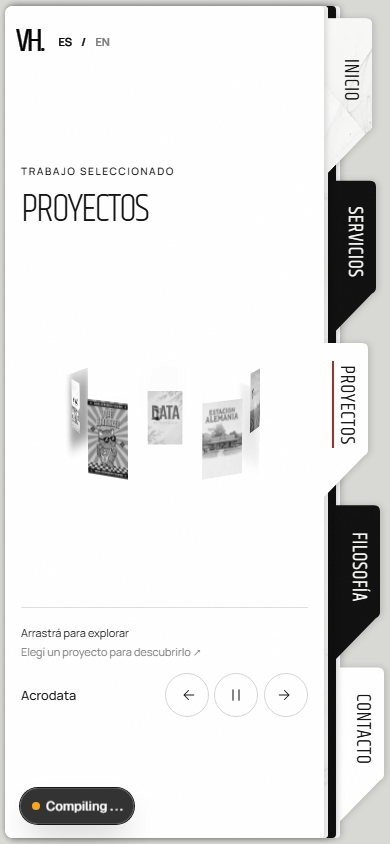 VH. ES / EN
TRABAJO SELECCIONADO
PROYECTOS
DATA
ESTACION
ALEMANIA
Arrastrá para explorar
Elegí un proyecto para descubrirlo ↗
Acrodata
Compiling ...
INICIO
SERVICIOS
PROYECTOS
FILOSOFÍA
CONTACTO